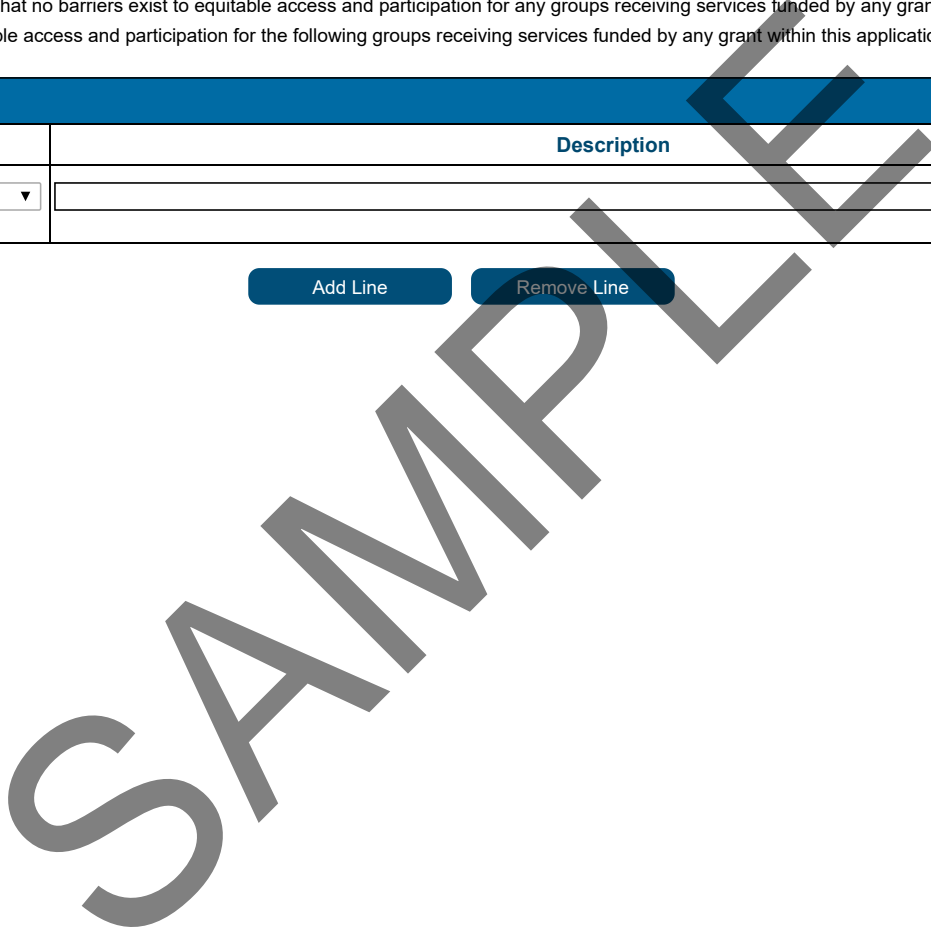 hat no barriers exist to equitable access and participation for any groups receiving services funded by any gran
ble access and participation for the following groups receiving services funded by any grant within this applicatio
Description
▼
Add Line
Remove Line
SAMPLE